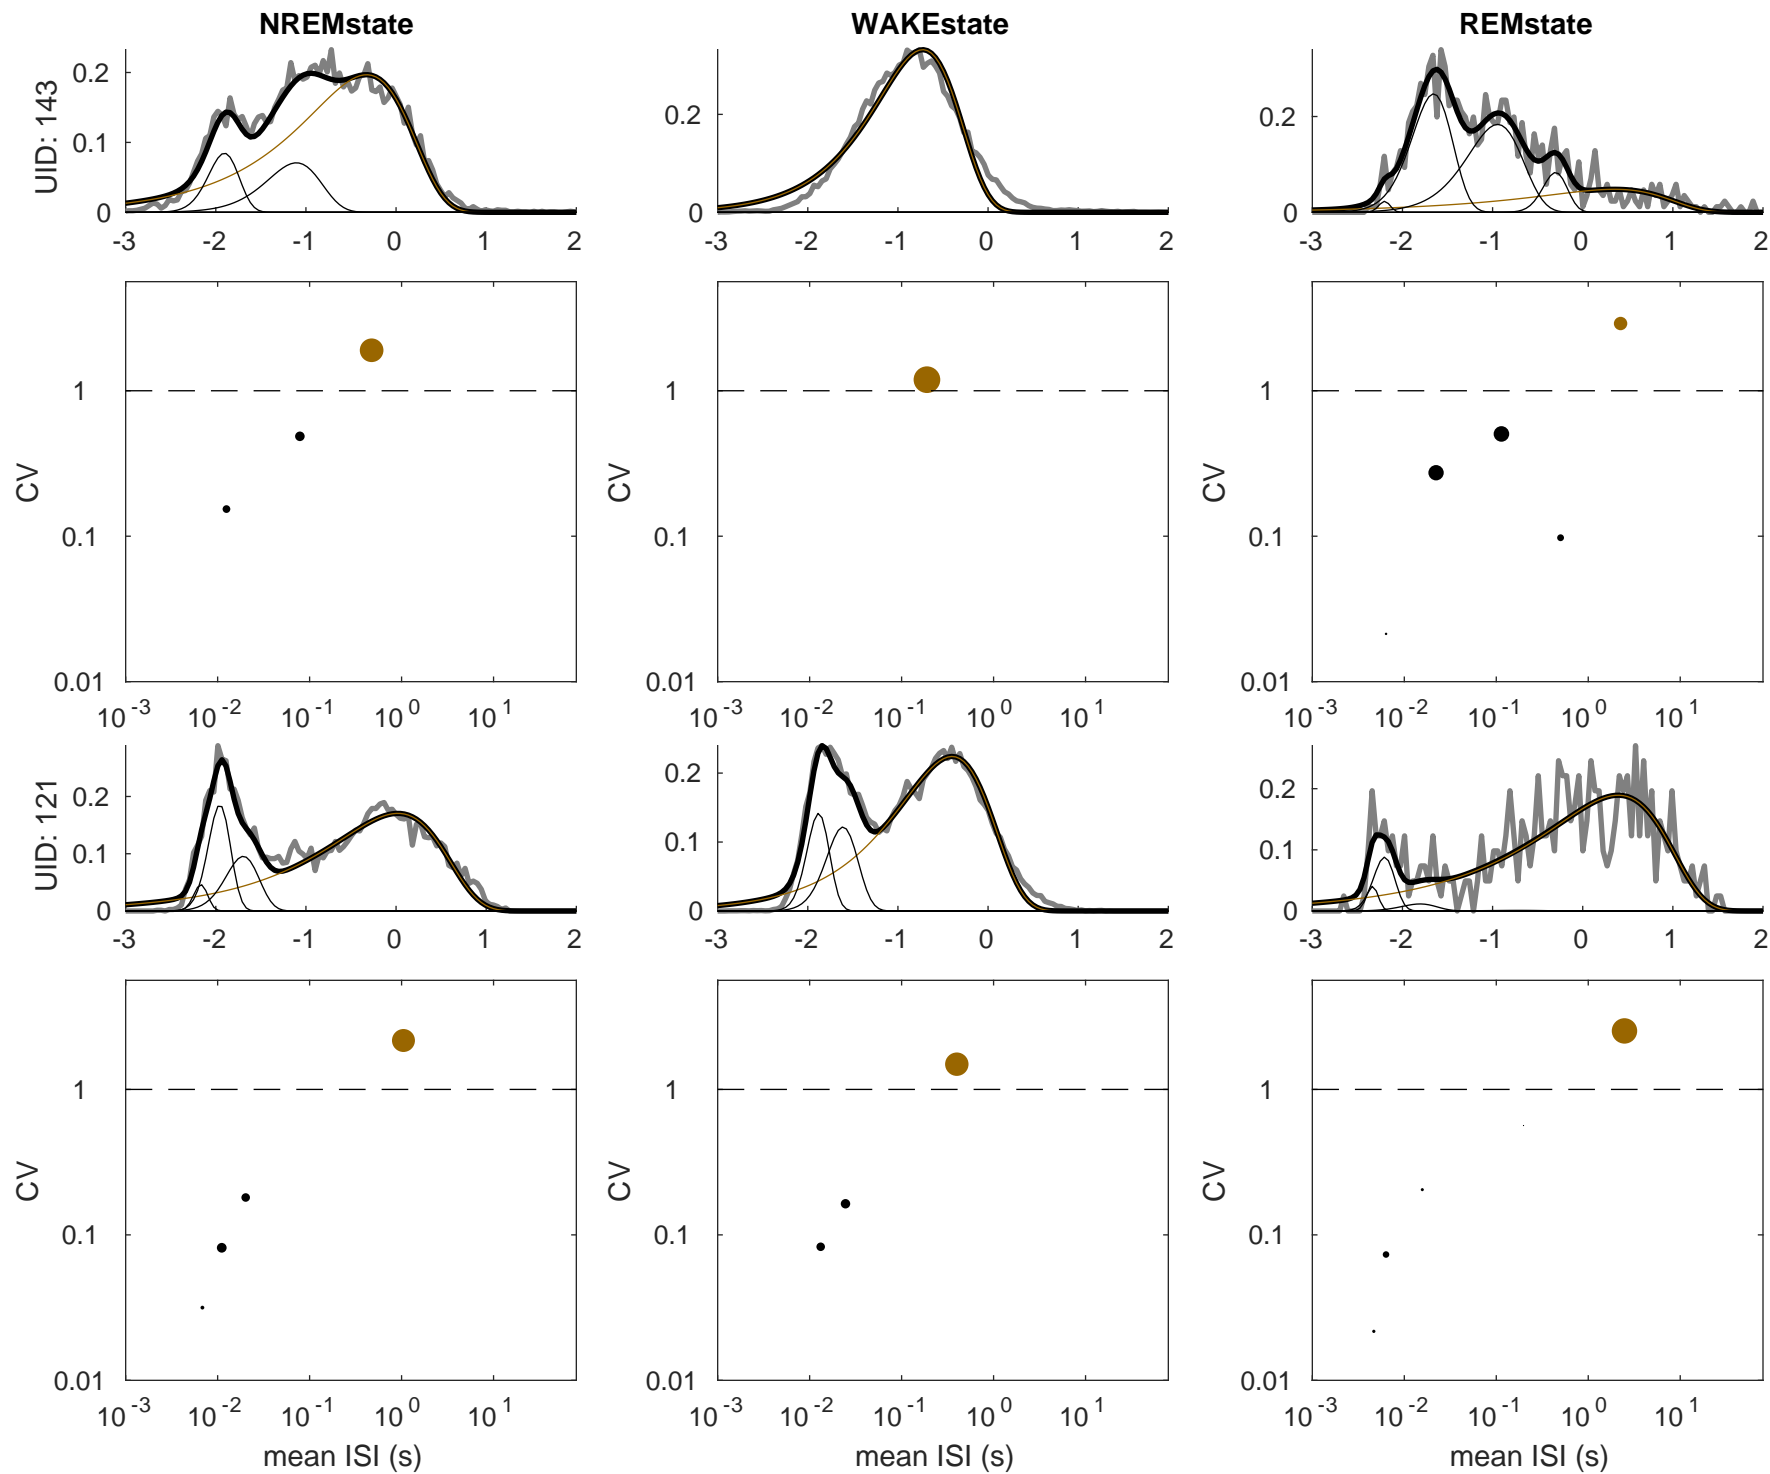 NREMstate WAKEstate REMstate
UID: 143
0.2 0.1 0
0.2 0
0.2 0
-3 -2 -1 0 1 2
-3 -2 -1 0 1 2
-3 -2 -1 0 1 2
CV 1 0.1 0.01
CV 1 0.1 0.01
CV 1 0.1 0.01
10^-3 10^-2 10^-1 10^0 10^1
10^-3 10^-2 10^-1 10^0 10^1
10^-3 10^-2 10^-1 10^0 10^1
UID: 121
0.2 0.1 0
0.2 0.1 0
0.2 0.1 0
-3 -2 -1 0 1 2
-3 -2 -1 0 1 2
-3 -2 -1 0 1 2
CV 1 0.1 0.01
CV 1 0.1 0.01
CV 1 0.1 0.01
10^-3 10^-2 10^-1 10^0 10^1
10^-3 10^-2 10^-1 10^0 10^1
10^-3 10^-2 10^-1 10^0 10^1
mean ISI (s) mean ISI (s) mean ISI (s)